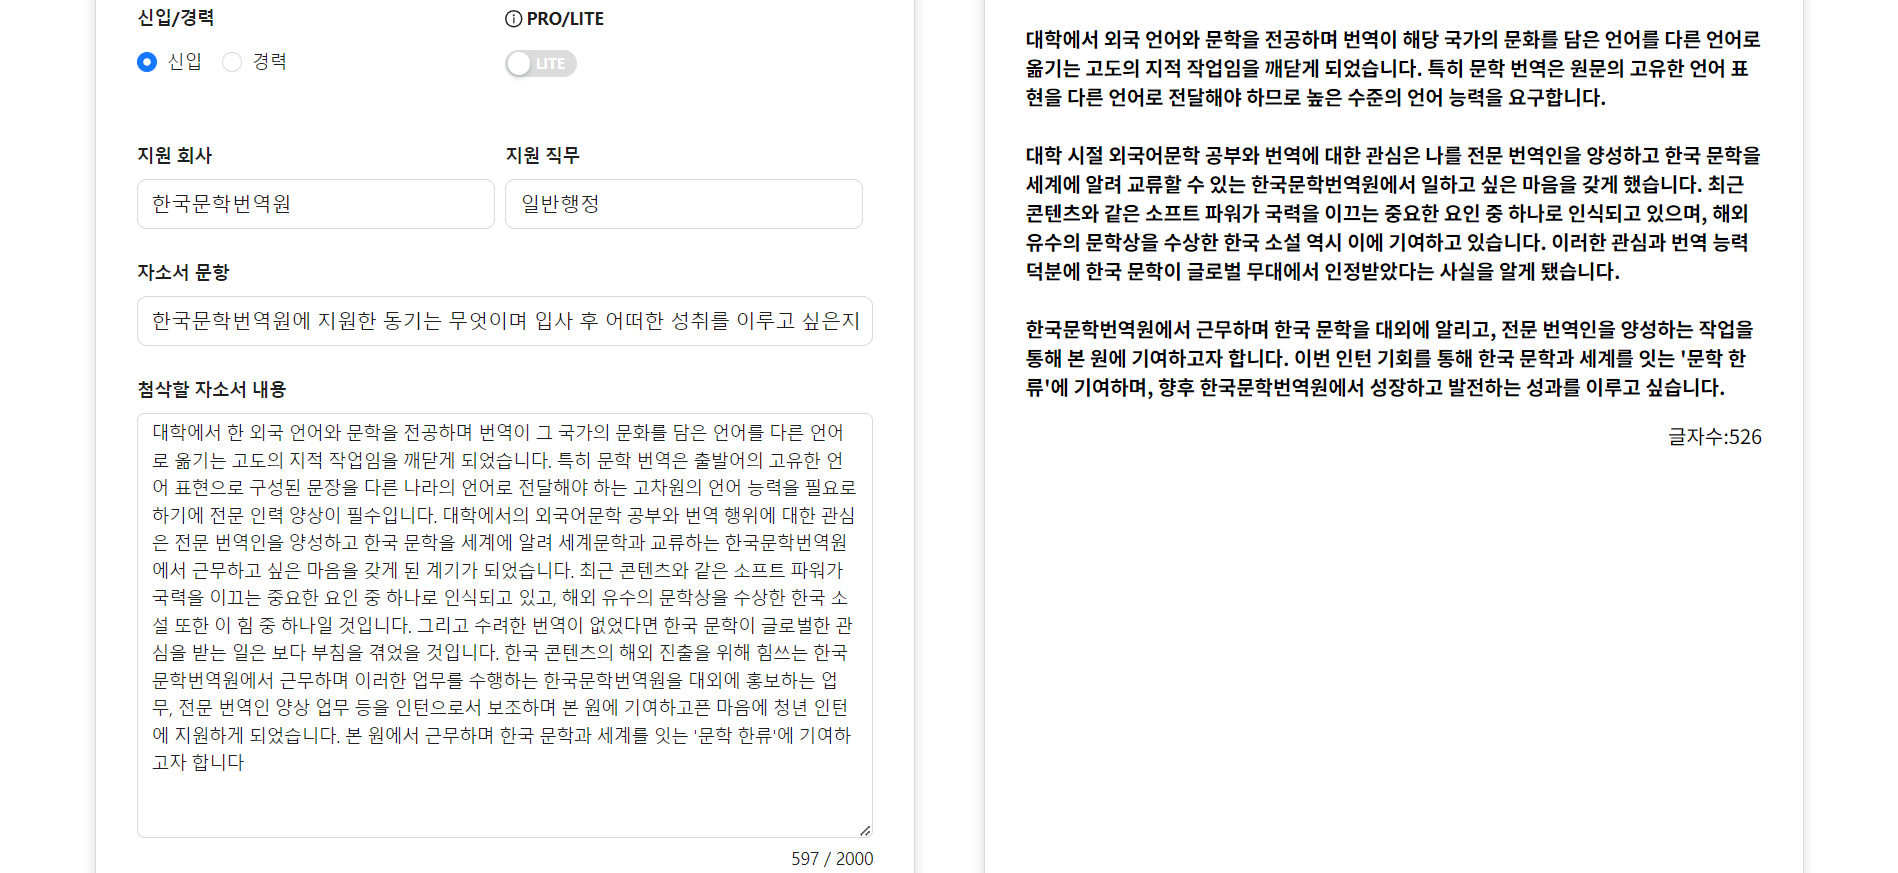 신입/경력
PRO/LITE
신입
경력
LITE
지원 회사
지원 직무
한국문학번역원
일반행정
자소서 문항
한국문학번역원에 지원한 동기는 무엇이며 입사 후 어떠한 성취를 이루고 싶은지
첨삭할 자소서 내용
대학에서 한 외국 언어와 문학을 전공하며 번역이 그 국가의 문화를 담은 언어를 다른 언어
로 옮기는 고도의 지적 작업임을 깨닫게 되었습니다. 특히 문학 번역은 출발어의 고유한 언
어 표현으로 구성된 문장을 다른 나라의 언어로 전달해야 하는 고차원의 언어 능력을 필요로
하기에 전문 인력 양상이 필수입니다. 대학에서의 외국어문학 공부와 번역 행위에 대한 관심
은 전문 번역인을 양성하고 한국 문학을 세계에 알려 세계문학과 교류하는 한국문학번역원
에서 근무하고 싶은 마음을 갖게 된 계기가 되었습니다. 최근 콘텐츠와 같은 소프트 파워가
국력을 이끄는 중요한 요인 중 하나로 인식되고 있고, 해외 유수의 문학상을 수상한 한국 소
설 또한 이 힘 중 하나일 것입니다. 그리고 수려한 번역이 없었다면 한국 문학이 글로벌한 관
심을 받는 일은 보다 부침을 겪었을 것입니다. 한국 콘텐츠의 해외 진출을 위해 힘쓰는 한국
문학번역원에서 근무하며 이러한 업무를 수행하는 한국문학번역원을 대외에 홍보하는 업
무, 전문 번역인 양상 업무 등을 인턴으로서 보조하며 본 원에 기여하고픈 마음에 청년 인턴
에 지원하게 되었습니다. 본 원에서 근무하며 한국 문학과 세계를 잇는 '문학 한류'에 기여하
고자 합니다
597 / 2000
대학에서 외국 언어와 문학을 전공하며 번역이 해당 국가의 문화를 담은 언어를 다른 언어로
옮기는 고도의 지적 작업임을 깨닫게 되었습니다. 특히 문학 번역은 원문의 고유한 언어 표
현을 다른 언어로 전달해야 하므로 높은 수준의 언어 능력을 요구합니다.
대학 시절 외국어문학 공부와 번역에 대한 관심은 나를 전문 번역인을 양성하고 한국 문학을
세계에 알려 교류할 수 있는 한국문학번역원에서 일하고 싶은 마음을 갖게 했습니다. 최근
콘텐츠와 같은 소프트 파워가 국력을 이끄는 중요한 요인 중 하나로 인식되고 있으며, 해외
유수의 문학상을 수상한 한국 소설 역시 이에 기여하고 있습니다. 이러한 관심과 번역 능력
덕분에 한국 문학이 글로벌 무대에서 인정받았다는 사실을 알게 됐습니다.
한국문학번역원에서 근무하며 한국 문학을 대외에 알리고, 전문 번역인을 양성하는 작업을
통해 본 원에 기여하고자 합니다. 이번 인턴 기회를 통해 한국 문학과 세계를 잇는 '문학 한
류'에 기여하며, 향후 한국문학번역원에서 성장하고 발전하는 성과를 이루고 싶습니다.
글자수:526